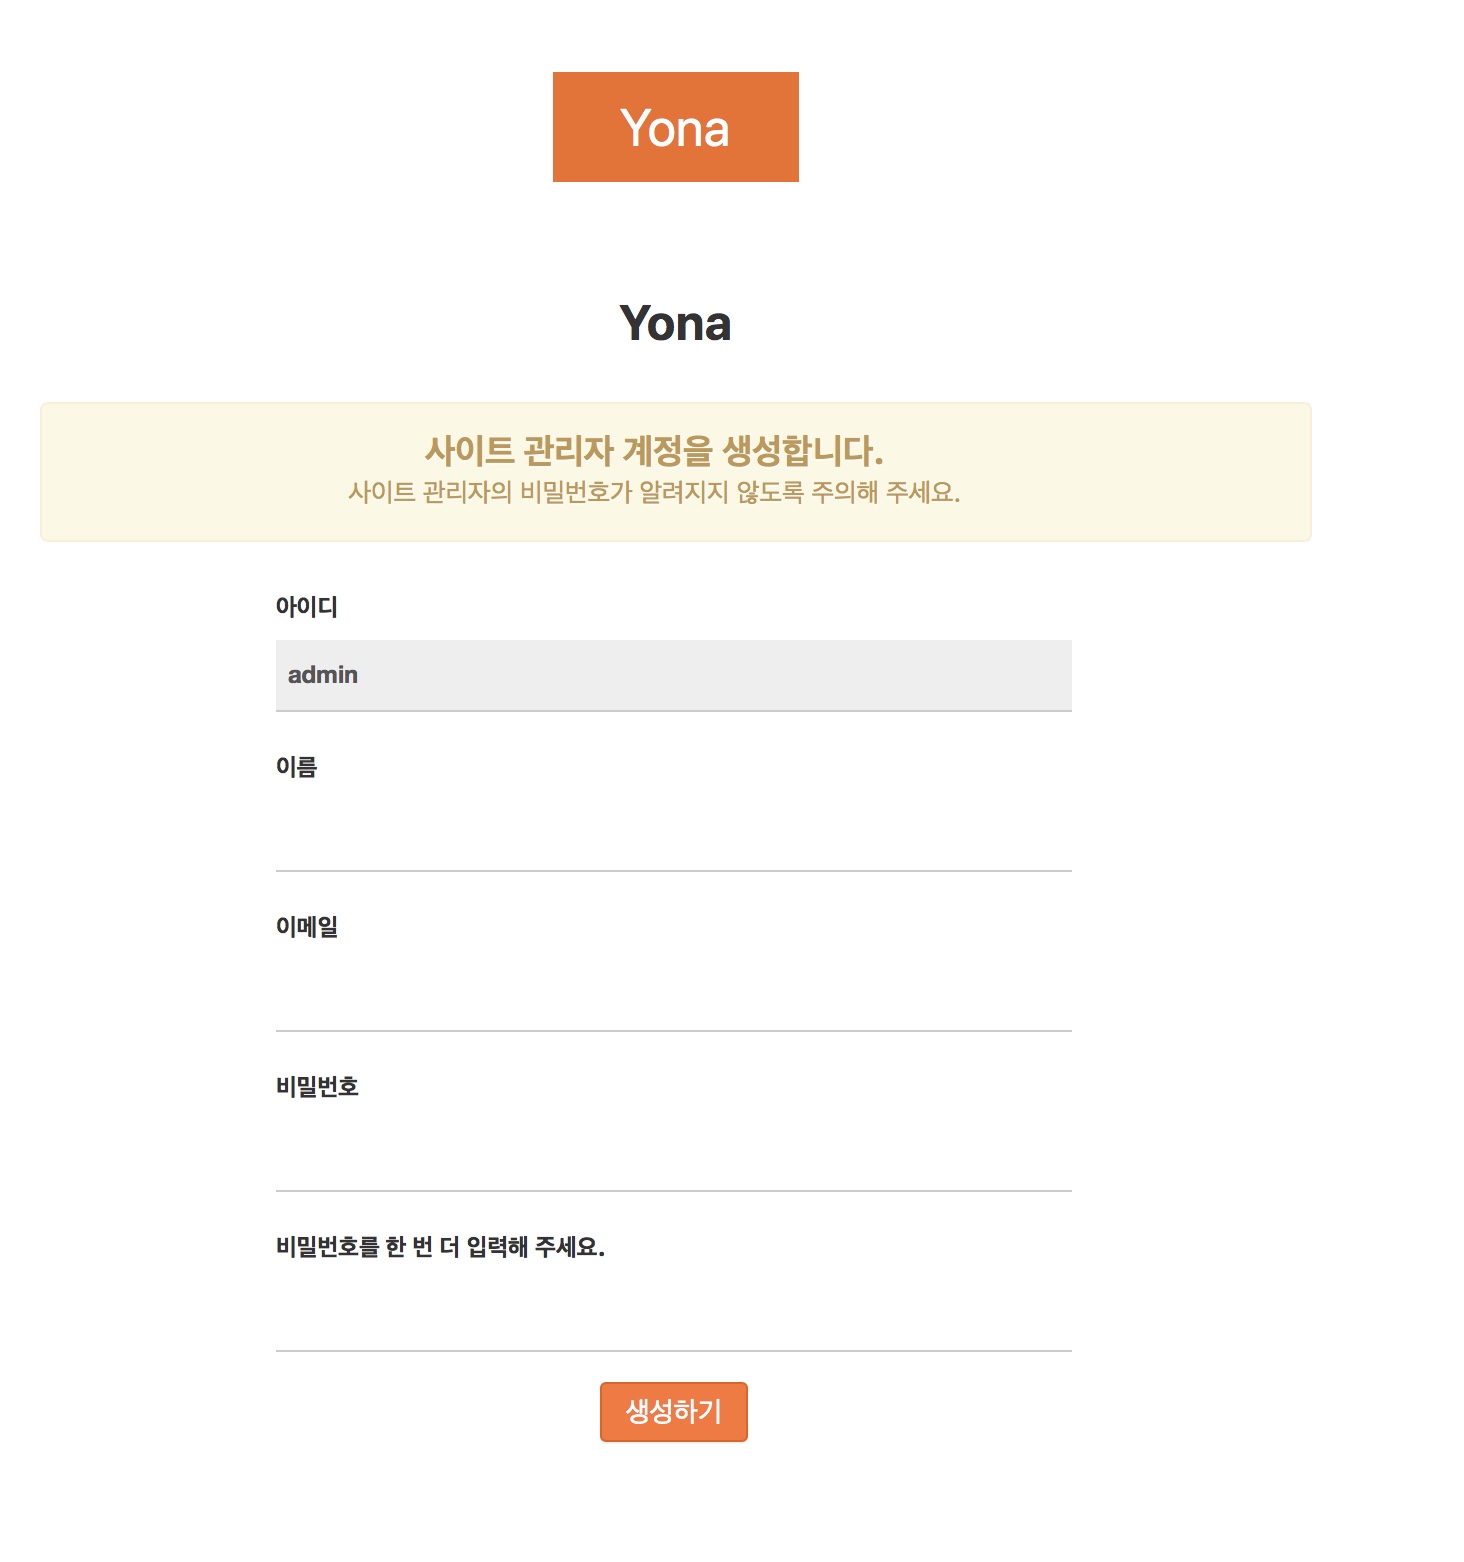 Yona
Yona
사이트 관리자 계정을 생성합니다.
사이트 관리자의 비밀번호가 알려지지 않도록 주의해 주세요.
아이디
admin
이름
이메일
비밀번호
비밀번호를 한 번 더 입력해 주세요.
생성하기